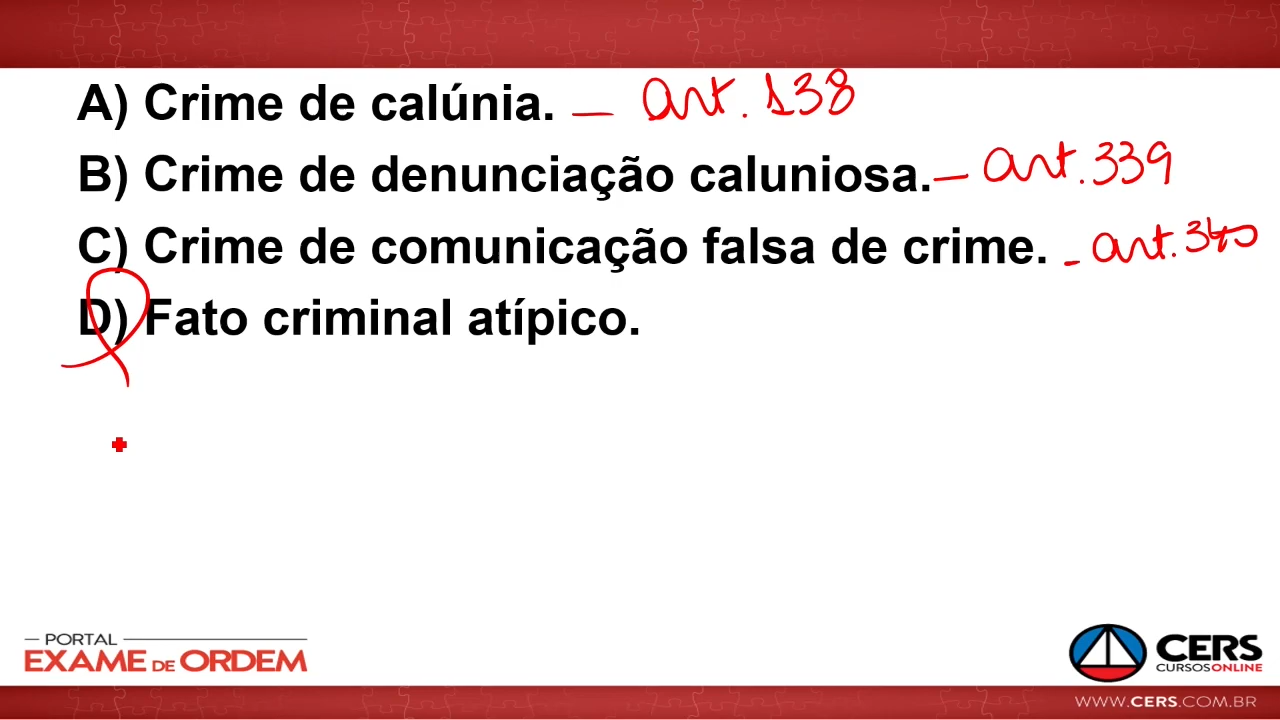 A) Crime de calúnia. - art. 138
B) Crime de denunciação caluniosa. - art. 339
C) Crime de comunicação falsa de crime. - art. 340
D) Fato criminal atípico.
PORTAL
EXAME DE ORDEM
CERS
CURSOS ONLINE
WWW.CERS.COM.BR